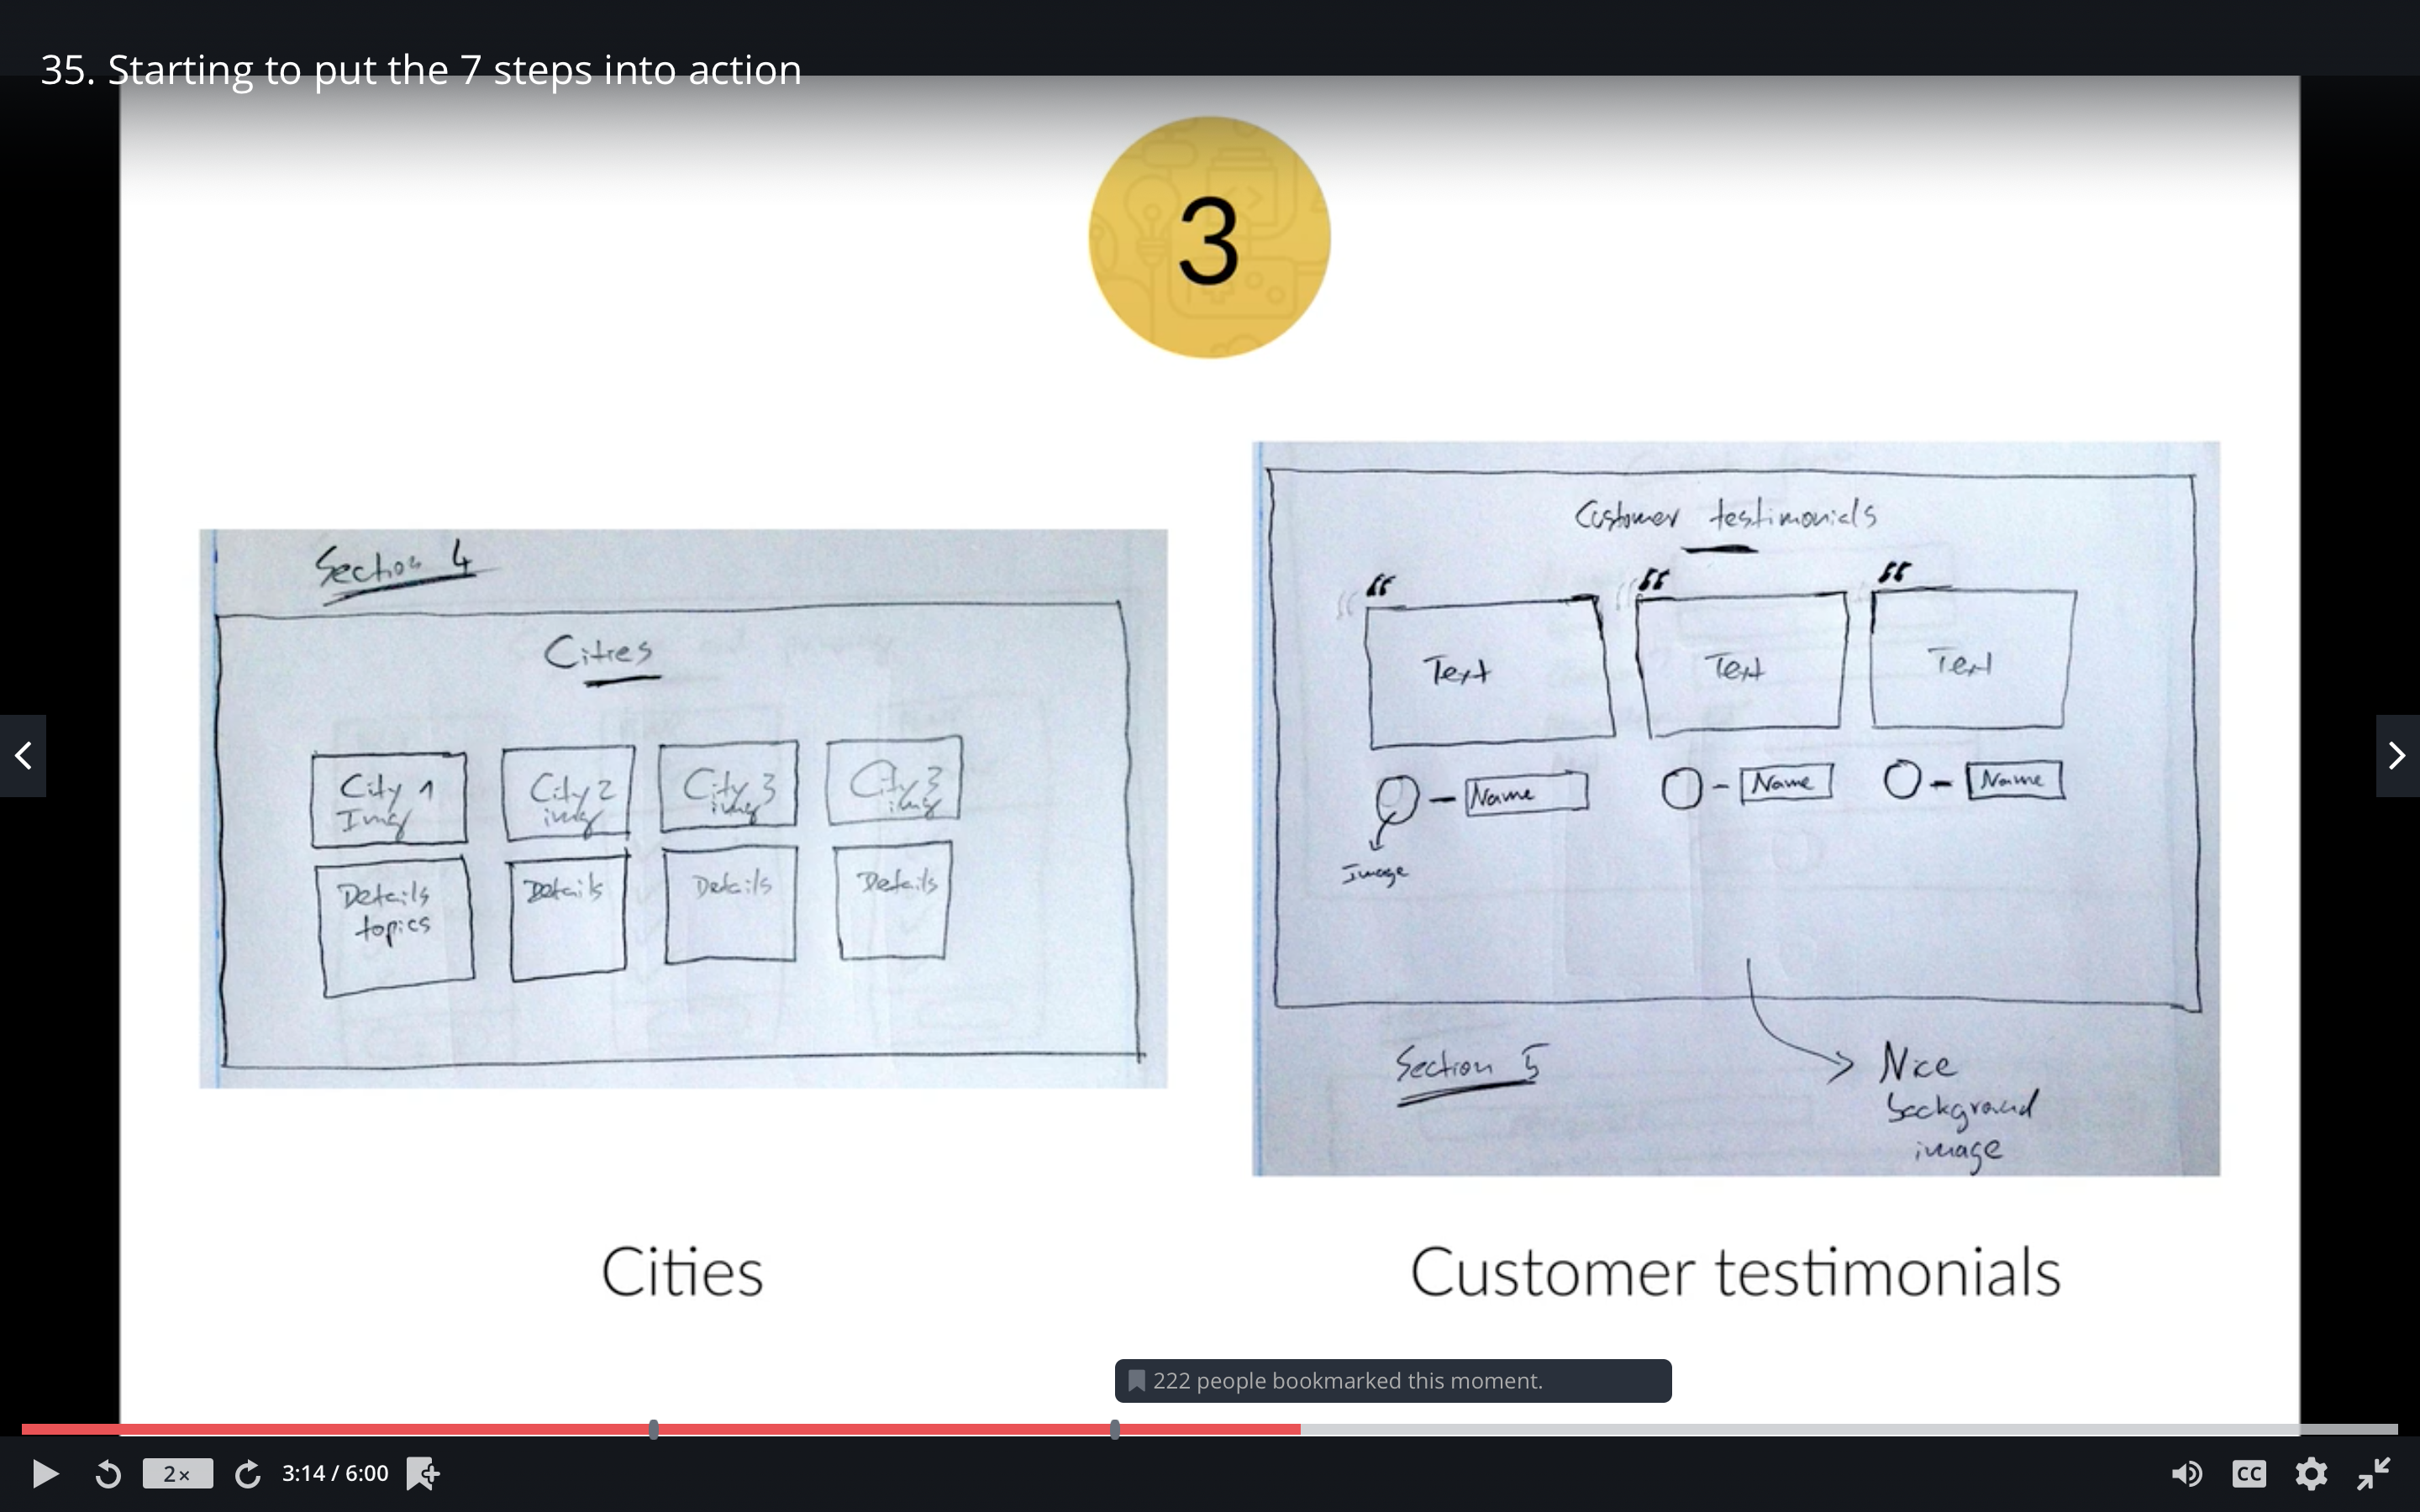 35. Starting to put the 7 steps into action
3
Section 4
Cities
City 1
Img
City 2
img
City 3
img
City 3
img
Details
topics
Details
Details
Details
Customer testimonials
“
“
“
Text
Text
Text
Name
Name
Name
Image
Section 5
Nice
background
image
Cities
Customer testimonials
222 people bookmarked this moment.
2×
3:14 / 6:00
CC